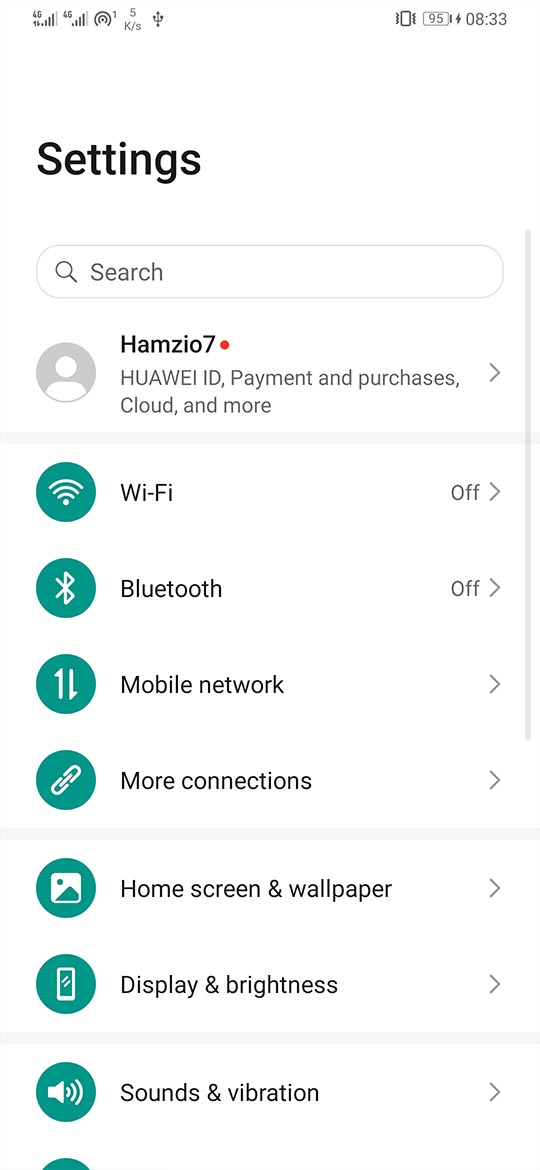 4G 4G 1 5 K/s 95 08:33
Settings
Search
Hamzio7
HUAWEI ID, Payment and purchases,
Cloud, and more
Wi-Fi Off
Bluetooth Off
Mobile network
More connections
Home screen & wallpaper
Display & brightness
Sounds & vibration